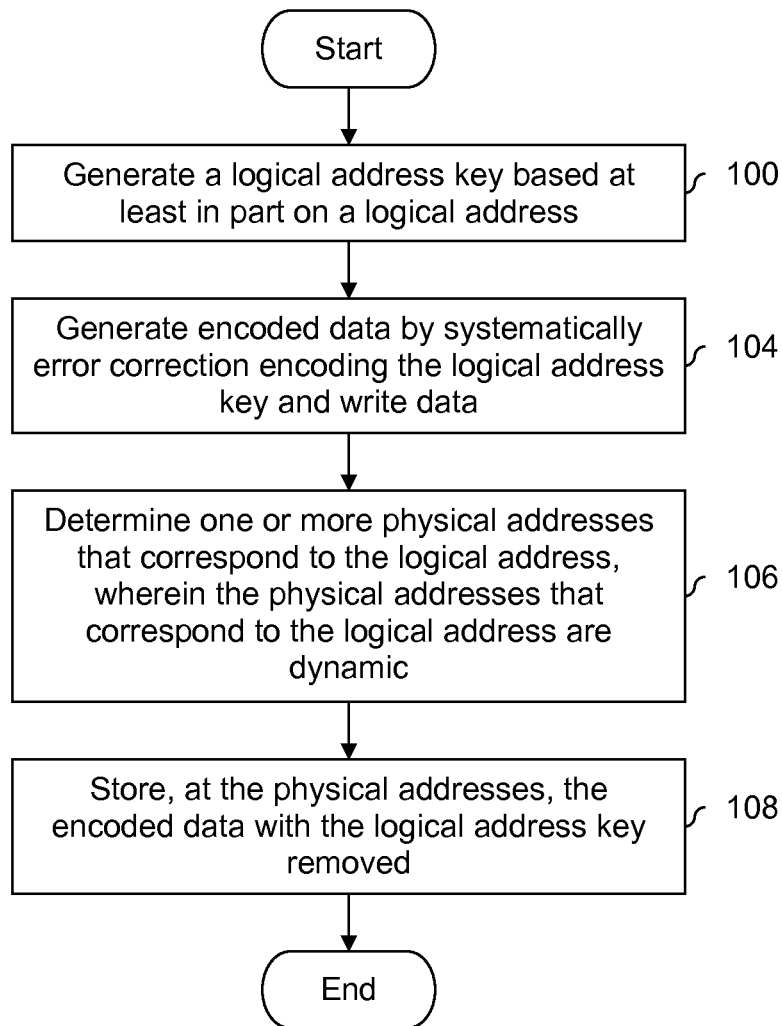 Start
Generate a logical address key based at
least in part on a logical address
100
Generate encoded data by systematically
error correction encoding the logical address
key and write data
104
Determine one or more physical addresses
that correspond to the logical address,
wherein the physical addresses that
correspond to the logical address are
dynamic
106
Store, at the physical addresses, the
encoded data with the logical address key
removed
108
End